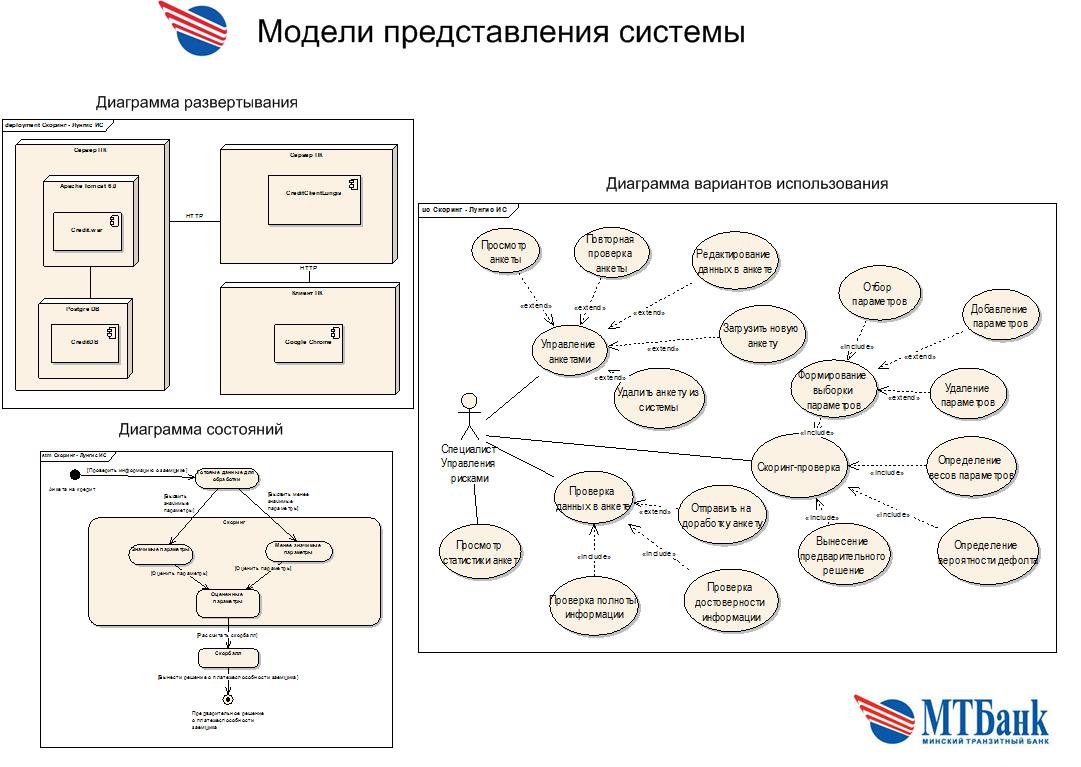 Модели представления системы
Диаграмма развертывания
deployment Скоринг - Лунгис ИС
Сервер ПК
Apache Tomcat 6.0
Credit.war
Postgre DB
CreditDB
HTTP
Сервер ПК
CreditClientLungis
HTTP
Клиент ПК
Google Chrome
Диаграмма вариантов использования
uc Скоринг - Лунгис ИС
Просмотр
анкеты
Повторная
проверка
анкеты
Редактирование
данных в анкете
Загрузить новую
анкету
Удалить анкету из
системы
«extend»
«extend»
«extend»
«extend»
«extend»
Управление
анкетами
Отбор
параметров
Добавление
параметров
Удаление
параметров
«include»
«extend»
«extend»
Формирование
выборки
параметров
«include»
Специалист
Управления
рисками
Скоринг-проверка
Определение
весов параметров
«include»
Определение
вероятности дефолта
«include»
Вынесение
предварительного
решение
«include»
Проверка
данных в анкете
Отправить на
доработку анкету
«extend»
«include»
«include»
Просмотр
статистики анкет
Проверка полноты
информации
Проверка
достоверности
информации
Диаграмма состояний
stm Скоринг - Лунгис ИС
Анкета на кредит
[Проверить информацию о заемщике]
Готовые данные для
обработки
[Выявить
значимые
параметры]
[Выявить менее
значимые
параметры]
Скоринг
Значимые параметры
Менее значимые
параметры
[Оценить параметры]
[Оценить параметры]
Оцененные
параметры
[Рассчитать скорбалл]
Скорбалл
[Вынести решение о платежеспособности заемщика]
Предварительное решение
о платежеспособности
заемщика
МТБанк
МИНСКИЙ ТРАНЗИТНЫЙ БАНК